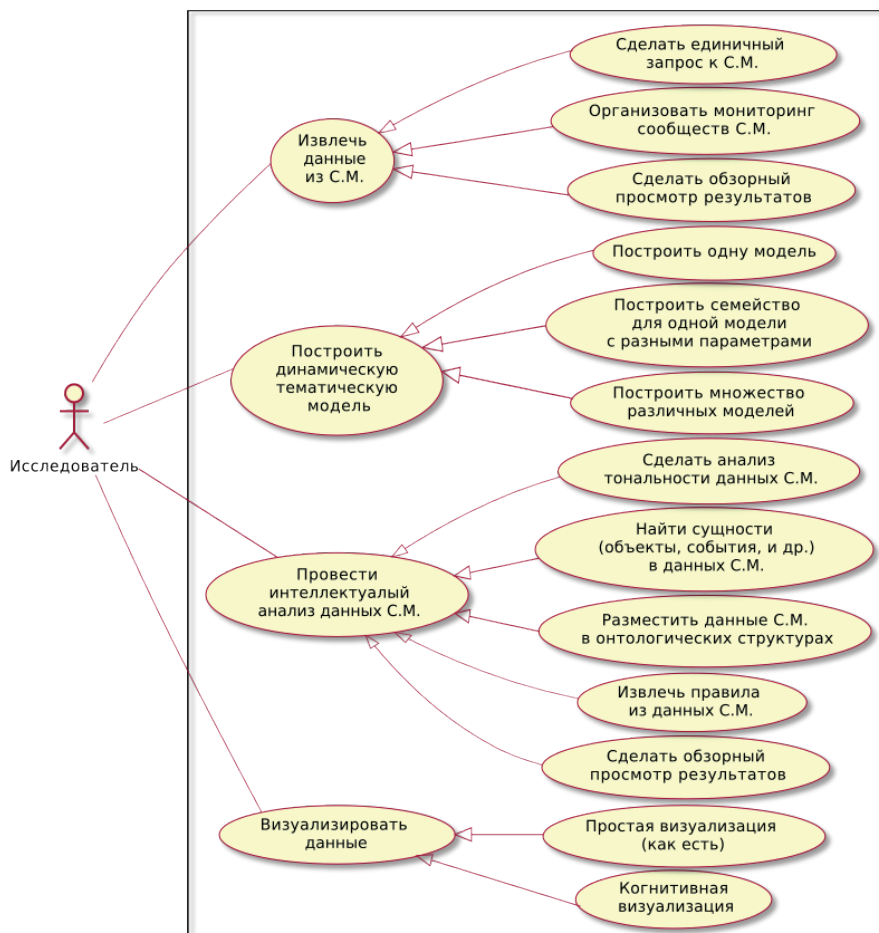 Сделать единичный
запрос к С.М.
Организовать мониторинг
сообществ С.М.
Извлечь
данные
из С.М.
Сделать обзорный
просмотр результатов
Построить одну модель
Построить семейство
для одной модели
с разными параметрами
Построить
динамическую
тематическую
модель
Построить множество
различных моделей
Исследователь
Сделать анализ
тональности данных С.М.
Найти сущности
(объекты, события, и др.)
в данных С.М.
Провести
интеллектуалый
анализ данных С.М.
Разместить данные С.М.
в онтологических структурах
Извлечь правила
из данных С.М.
Сделать обзорный
просмотр результатов
Визуализировать
данные
Простая визуализация
(как есть)
Когнитивная
визуализация